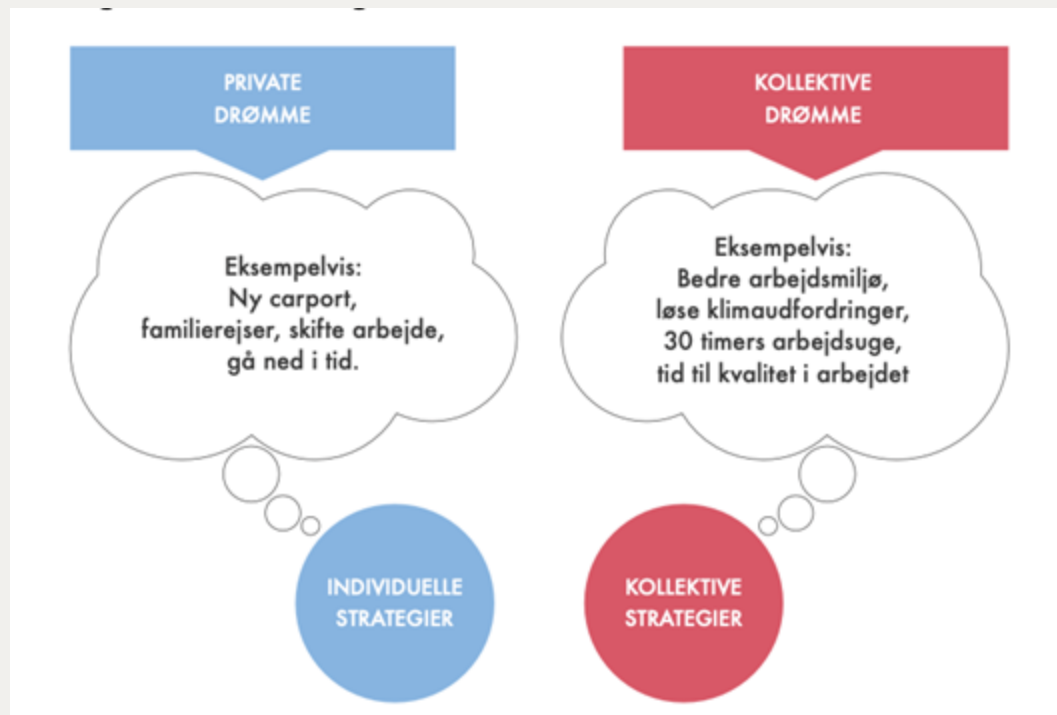 PRIVATE
DRØMME
Eksempelvis:
Ny carport,
familierejser, skifte arbejde,
gå ned i tid.
INDIVIDUELLE
STRATEGIER
KOLLEKTIVE
DRØMME
Eksempelvis:
Bedre arbejdsmiljø,
løse klimaudfordringer,
30 timers arbejdsuge,
tid til kvalitet i arbejdet
KOLLEKTIVE
STRATEGIER